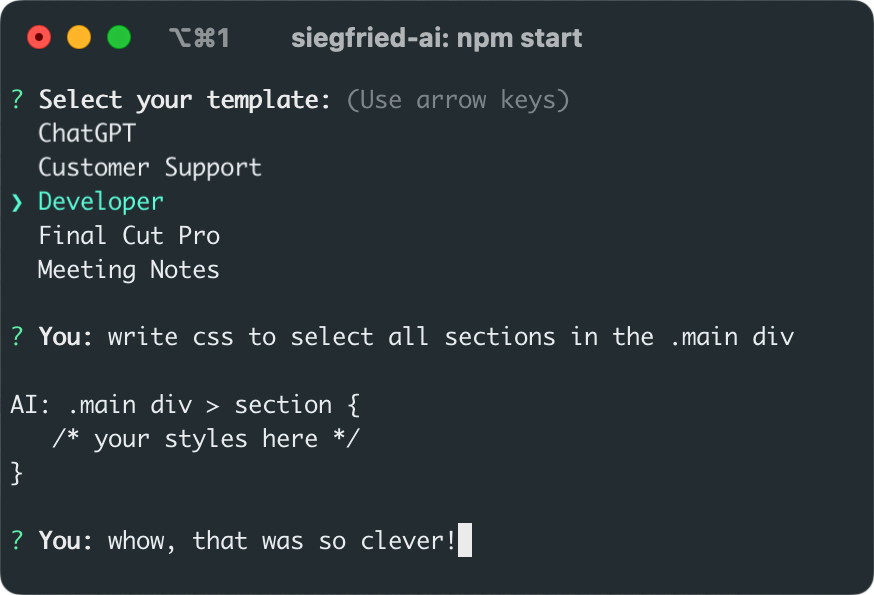 ⌥⌘1 siegfried-ai: npm start
? Select your template: (Use arrow keys)
ChatGPT
Customer Support
❯ Developer
Final Cut Pro
Meeting Notes
? You: write css to select all sections in the .main div
AI: .main div > section {
/* your styles here */
}
? You: whow, that was so clever!